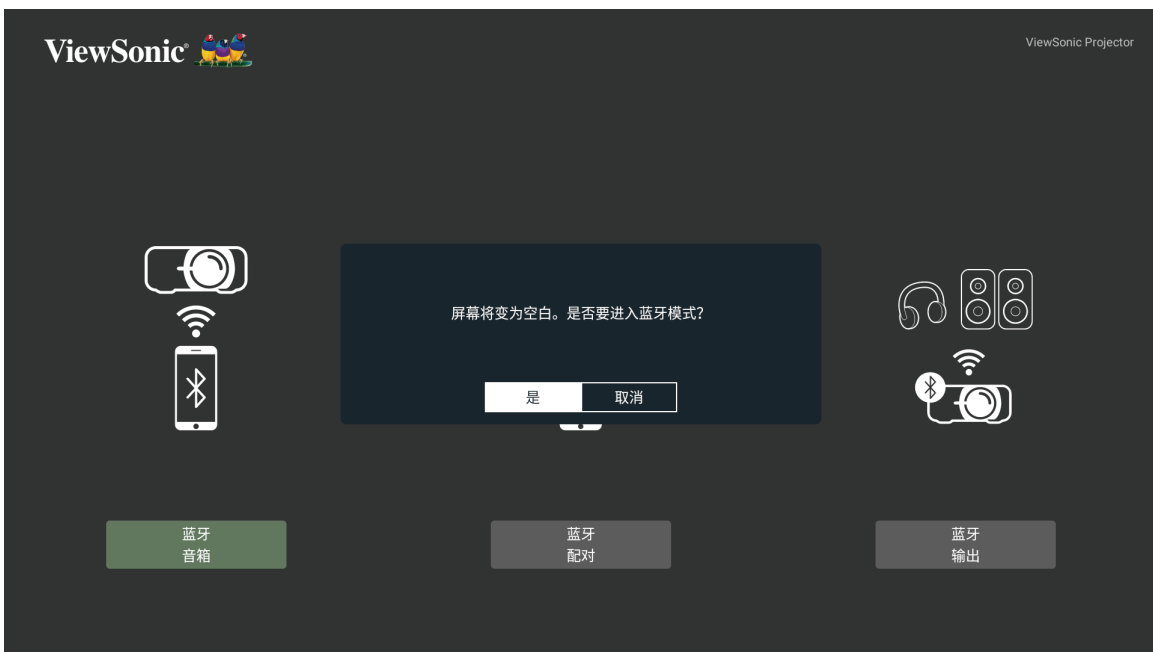 ViewSonic®
ViewSonic Projector
屏幕将变为空白。是否要进入蓝牙模式？
是
取消
蓝牙
音箱
蓝牙
配对
蓝牙
输出